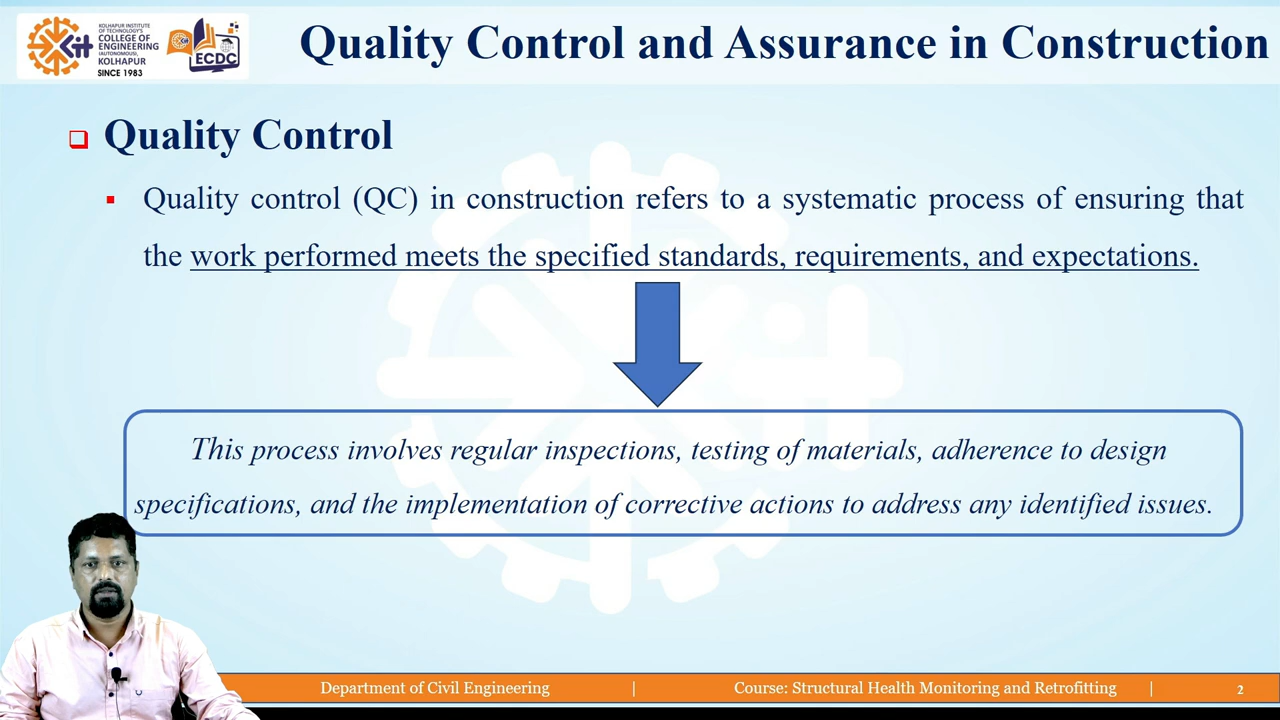 KOLHAPUR INSTITUTE
OF TECHNOLOGY'S
COLLEGE OF
ENGINEERING
(AUTONOMOUS),
KOLHAPUR
SINCE 1983
ECDC
Quality Control and Assurance in Construction
Quality Control
Quality control (QC) in construction refers to a systematic process of ensuring that
the work performed meets the specified standards, requirements, and expectations.
This process involves regular inspections, testing of materials, adherence to design
specifications, and the implementation of corrective actions to address any identified issues.
Department of Civil Engineering | Course: Structural Health Monitoring and Retrofitting | 2